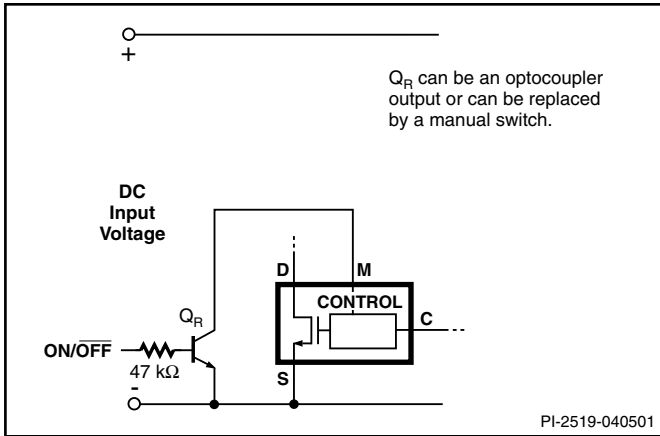 +
Q_R can be an optocoupler
output or can be replaced
by a manual switch.
DC
Input
Voltage
D
M
CONTROL
C
Q_R
ON/OFF
47 kΩ
S
-
PI-2519-040501